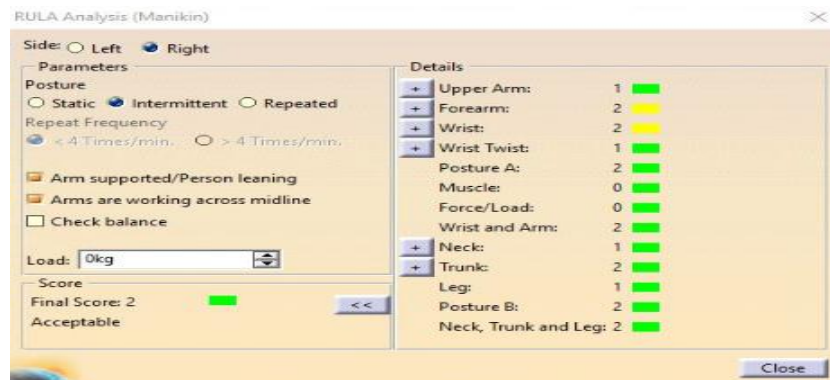 RULA Analysis (Manikin)
Side: Left Right
Parameters
Posture
Static Intermittent Repeated
Repeat Frequency
< 4 Times/min. > 4 Times/min.
Arm supported/Person leaning
Arms are working across midline
Check balance
Load: 0kg
Score
Final Score: 2
<<
Acceptable
Details
+ Upper Arm: 1
+ Forearm: 2
+ Wrist: 2
+ Wrist Twist: 1
Posture A: 2
Muscle: 0
Force/Load: 0
Wrist and Arm: 2
+ Neck: 1
+ Trunk: 2
Leg: 1
Posture B: 2
Neck, Trunk and Leg: 2
Close